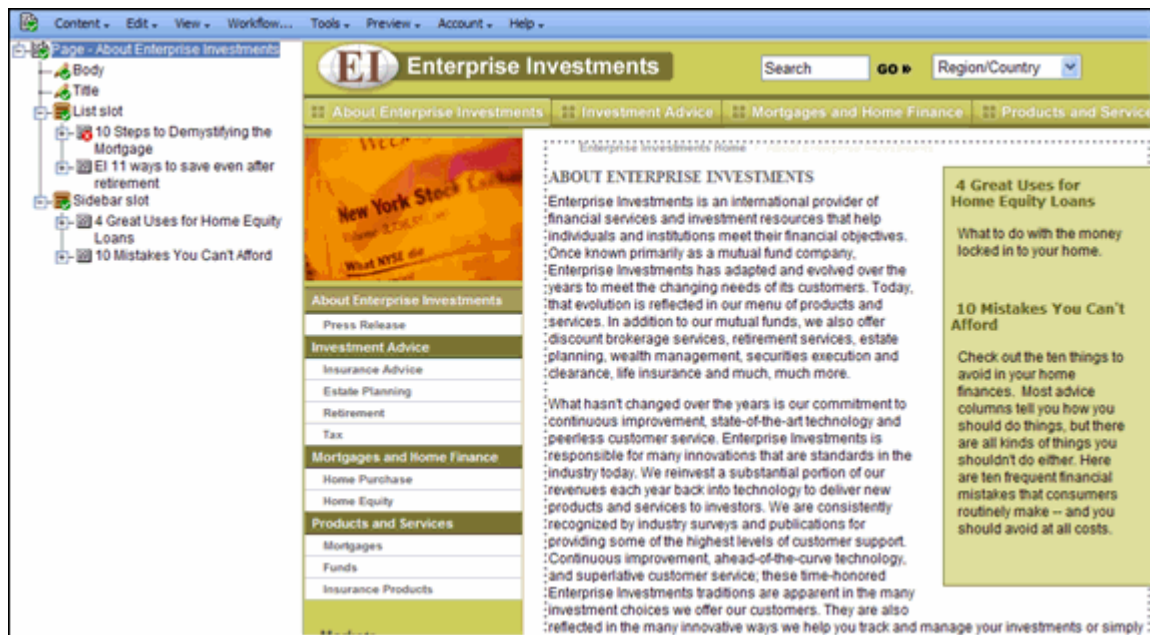 Content Edit View Workflow... Tools Preview Account Help
Page - About Enterprise Investments
Body
Title
List slot
10 Steps to Demystifying the
Mortgage
EI 11 ways to save even after
retirement
Sidebar slot
4 Great Uses for Home Equity
Loans
10 Mistakes You Can't Afford
EI Enterprise Investments
Search GO Region/Country
About Enterprise Investments Investment Advice Mortgages and Home Finance Products and Service
New York Stock
What NYSE
About Enterprise Investments
Press Release
Investment Advice
Insurance Advice
Estate Planning
Retirement
Tax
Mortgages and Home Finance
Home Purchase
Home Equity
Products and Services
Mortgages
Funds
Insurance Products
Enterprise Investments Home
ABOUT ENTERPRISE INVESTMENTS
Enterprise Investments is an international provider of
financial services and investment resources that help
individuals and institutions meet their financial objectives.
Once known primarily as a mutual fund company,
Enterprise Investments has adapted and evolved over the
years to meet the changing needs of its customers. Today,
that evolution is reflected in our menu of products and
services. In addition to our mutual funds, we also offer
discount brokerage services, retirement services, estate
planning, wealth management, securities execution and
clearance, life insurance and much, much more.
What hasn't changed over the years is our commitment to
continuous improvement, state-of-the-art technology and
peerless customer service. Enterprise Investments is
responsible for many innovations that are standards in the
industry today. We reinvest a substantial portion of our
revenues each year back into technology to deliver new
products and services to investors. We are consistently
recognized by industry surveys and publications for
providing some of the highest levels of customer support.
Continuous improvement, ahead-of-the-curve technology,
and superlative customer service; these time-honored
Enterprise Investments traditions are apparent in the many
investment choices we offer our customers. They are also
reflected in the many innovative ways we help you track and manage your investments or simply
4 Great Uses for
Home Equity Loans
What to do with the money
locked in to your home.
10 Mistakes You Can't
Afford
Check out the ten things to
avoid in your home
finances. Most advice
columns tell you how you
should do things, but there
are all kinds of things you
shouldn't do either. Here
are ten frequent financial
mistakes that consumers
routinely make -- and you
should avoid at all costs.